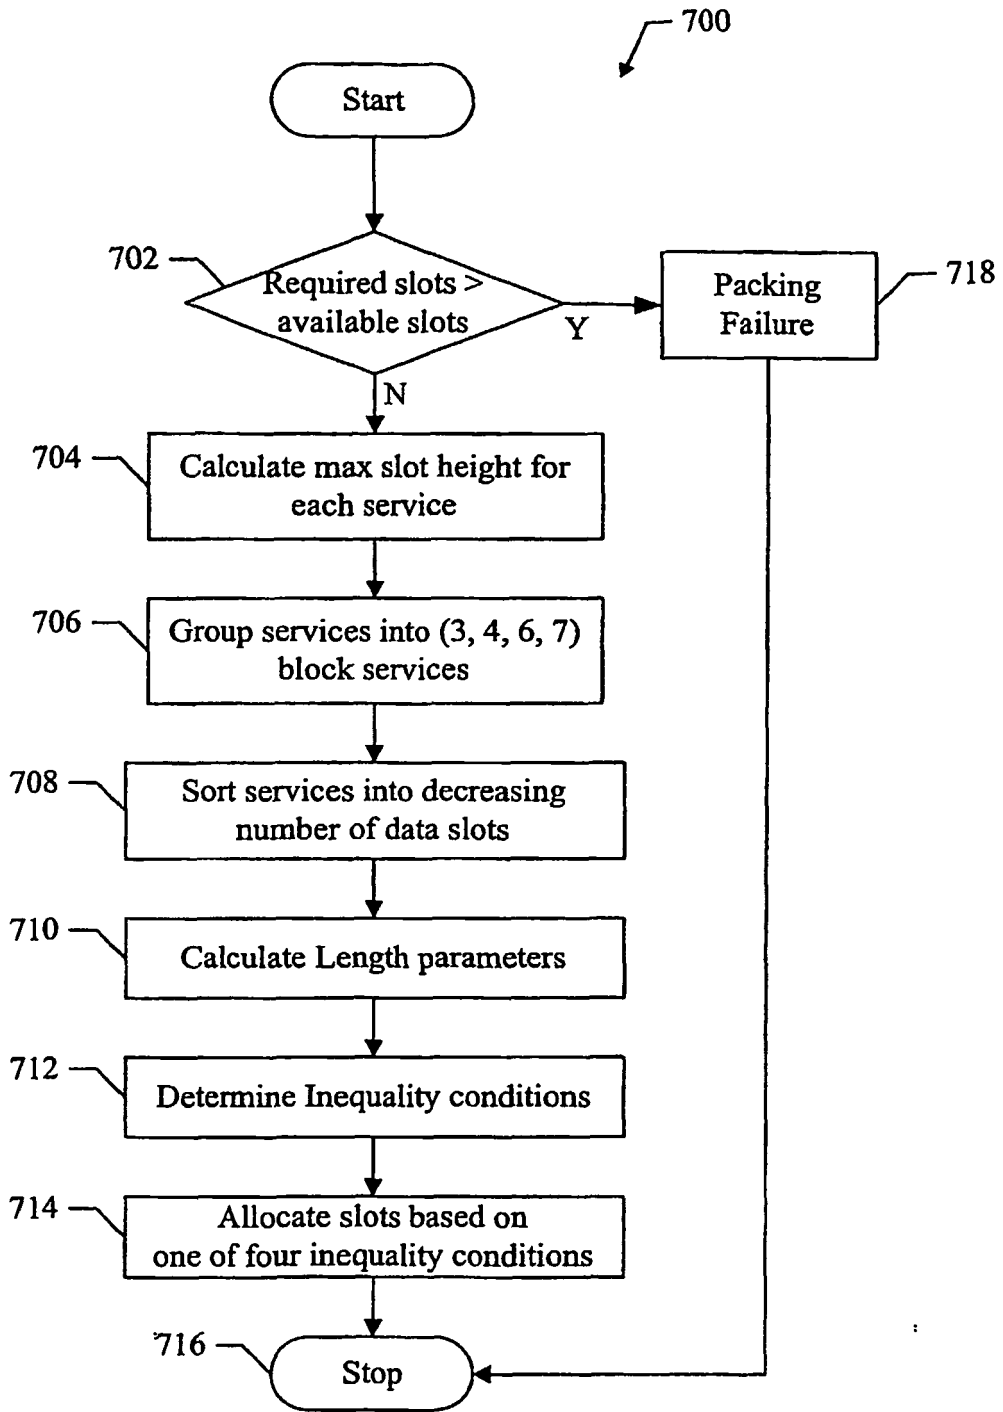 700
Start
702
Required slots >
available slots
Y
N
Packing
Failure
718
704
Calculate max slot height for
each service
706
Group services into (3, 4, 6, 7)
block services
708
Sort services into decreasing
number of data slots
710
Calculate Length parameters
712
Determine Inequality conditions
714
Allocate slots based on
one of four inequality conditions
716
Stop